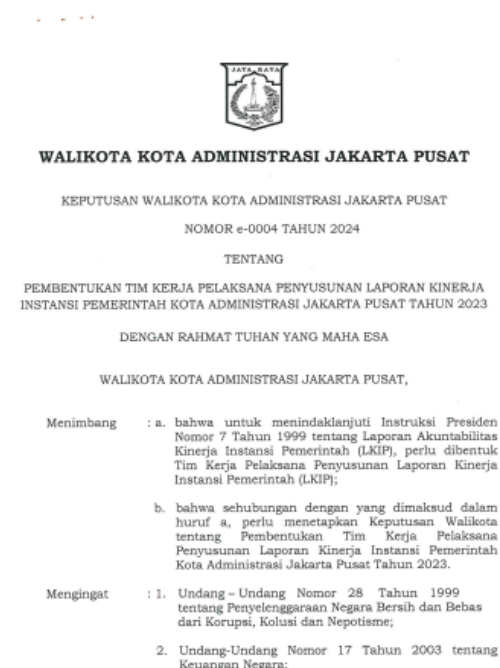 JAYA RAYA
WALIKOTA KOTA ADMINISTRASI JAKARTA PUSAT
KEPUTUSAN WALIKOTA KOTA ADMINISTRASI JAKARTA PUSAT
NOMOR e-0004 TAHUN 2024
TENTANG
PEMBENTUKAN TIM KERJA PELAKSANA PENYUSUNAN LAPORAN KINERJA
INSTANSI PEMERINTAH KOTA ADMINISTRASI JAKARTA PUSAT TAHUN 2023
DENGAN RAHMAT TUHAN YANG MAHA ESA
WALIKOTA KOTA ADMINISTRASI JAKARTA PUSAT,
Menimbang : a. bahwa untuk menindaklanjuti Instruksi Presiden
Nomor 7 Tahun 1999 tentang Laporan Akuntabilitas
Kinerja Instansi Pemerintah (LKIP), perlu dibentuk
Tim Kerja Pelaksana Penyusunan Laporan Kinerja
Instansi Pemerintah (LKIP);
b. bahwa sehubungan dengan yang dimaksud dalam
huruf a, perlu menetapkan Keputusan Walikota
tentang Pembentukan Tim Kerja Pelaksana
Penyusunan Laporan Kinerja Instansi Pemerintah
Kota Administrasi Jakarta Pusat Tahun 2023.
Mengingat : 1. Undang – Undang Nomor 28 Tahun 1999
tentang Penyelenggaraan Negara Bersih dan Bebas
dari Korupsi, Kolusi dan Nepotisme;
2. Undang-Undang Nomor 17 Tahun 2003 tentang
Keuangan Negara;